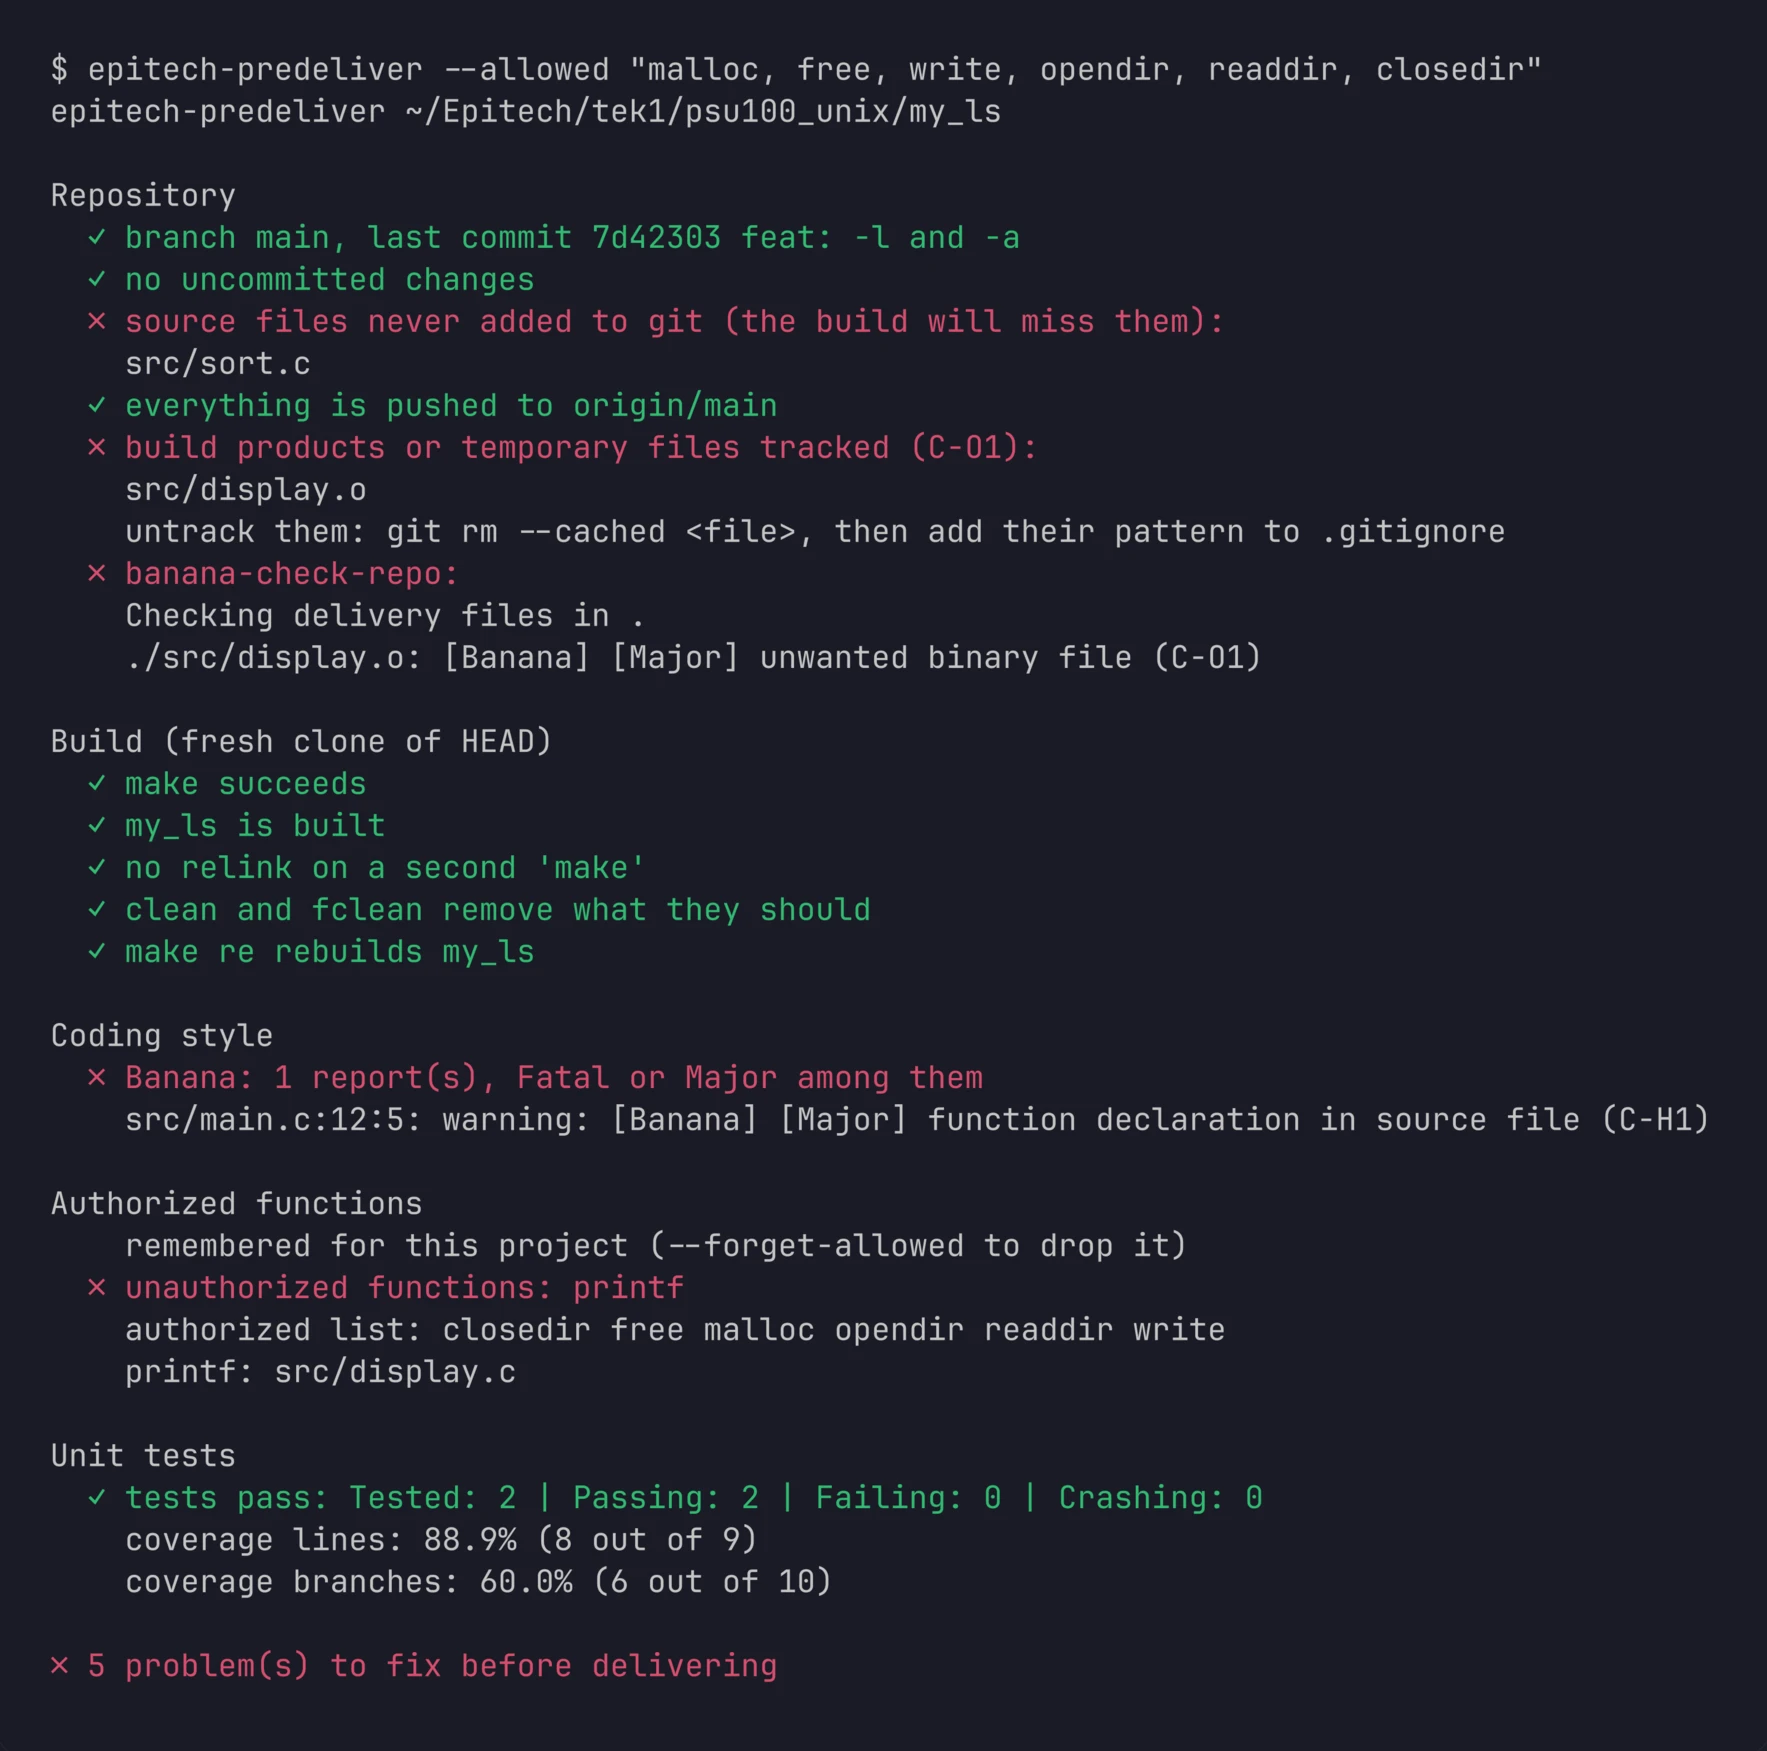 $ epitech-predeliver --allowed "malloc, free, write, opendir, readdir, closedir"
epitech-predeliver ~/Epitech/tek1/psu100_unix/my_ls
Repository
✓ branch main, last commit 7d42303 feat: -l and -a
✓ no uncommitted changes
✕ source files never added to git (the build will miss them):
src/sort.c
✓ everything is pushed to origin/main
✕ build products or temporary files tracked (C-O1):
src/display.o
untrack them: git rm --cached <file>, then add their pattern to .gitignore
✕ banana-check-repo:
Checking delivery files in .
./src/display.o: [Banana] [Major] unwanted binary file (C-O1)
Build (fresh clone of HEAD)
✓ make succeeds
✓ my_ls is built
✓ no relink on a second 'make'
✓ clean and fclean remove what they should
✓ make re rebuilds my_ls
Coding style
✕ Banana: 1 report(s), Fatal or Major among them
src/main.c:12:5: warning: [Banana] [Major] function declaration in source file (C-H1)
Authorized functions
remembered for this project (--forget-allowed to drop it)
✕ unauthorized functions: printf
authorized list: closedir free malloc opendir readdir write
printf: src/display.c
Unit tests
✓ tests pass: Tested: 2 | Passing: 2 | Failing: 0 | Crashing: 0
coverage lines: 88.9% (8 out of 9)
coverage branches: 60.0% (6 out of 10)
✕ 5 problem(s) to fix before delivering